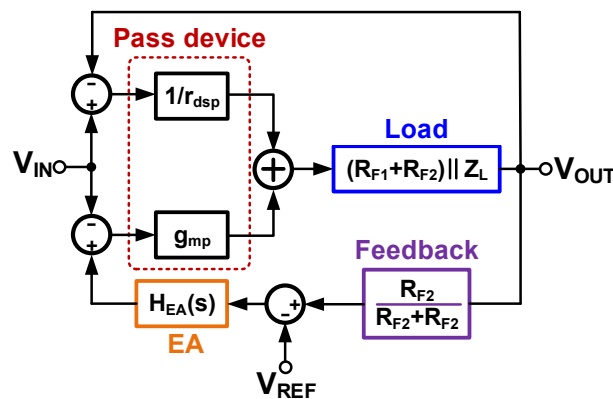 Pass device
-
+
1/r_dsp
Load
V_IN
+
(R_F1+R_F2)|| Z_L
V_OUT
-
+
g_mp
Feedback
H_EA(s)
-
+
R_F2
R_F2+R_F2
EA
V_REF